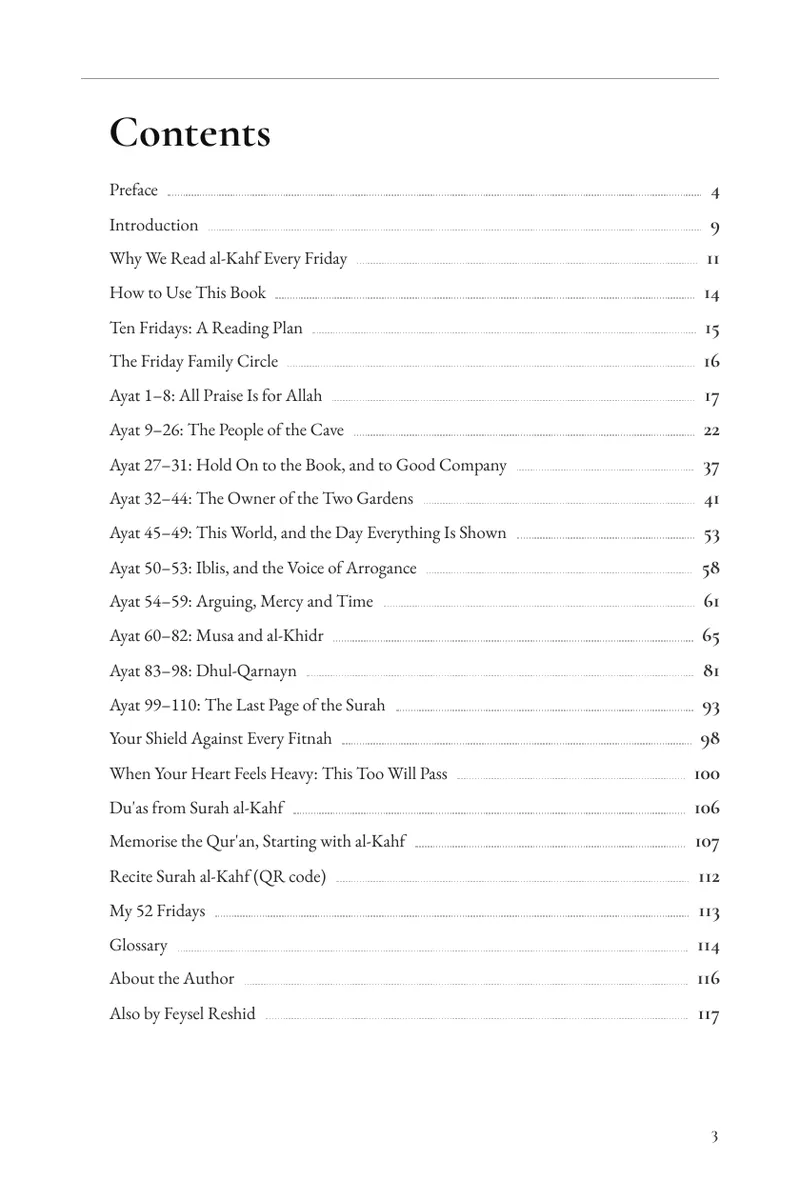 Contents
Preface 4
Introduction 9
Why We Read al-Kahf Every Friday 11
How to Use This Book 14
Ten Fridays: A Reading Plan 15
The Friday Family Circle 16
Ayat 1–8: All Praise Is for Allah 17
Ayat 9–26: The People of the Cave 22
Ayat 27–31: Hold On to the Book, and to Good Company 37
Ayat 32–44: The Owner of the Two Gardens 41
Ayat 45–49: This World, and the Day Everything Is Shown 53
Ayat 50–53: Iblis, and the Voice of Arrogance 58
Ayat 54–59: Arguing, Mercy and Time 61
Ayat 60–82: Musa and al-Khidr 65
Ayat 83–98: Dhul-Qarnayn 81
Ayat 99–110: The Last Page of the Surah 93
Your Shield Against Every Fitnah 98
When Your Heart Feels Heavy: This Too Will Pass 100
Du'as from Surah al-Kahf 106
Memorise the Qur'an, Starting with al-Kahf 107
Recite Surah al-Kahf (QR code) 112
My 52 Fridays 113
Glossary 114
About the Author 116
Also by Feysel Reshid 117
3